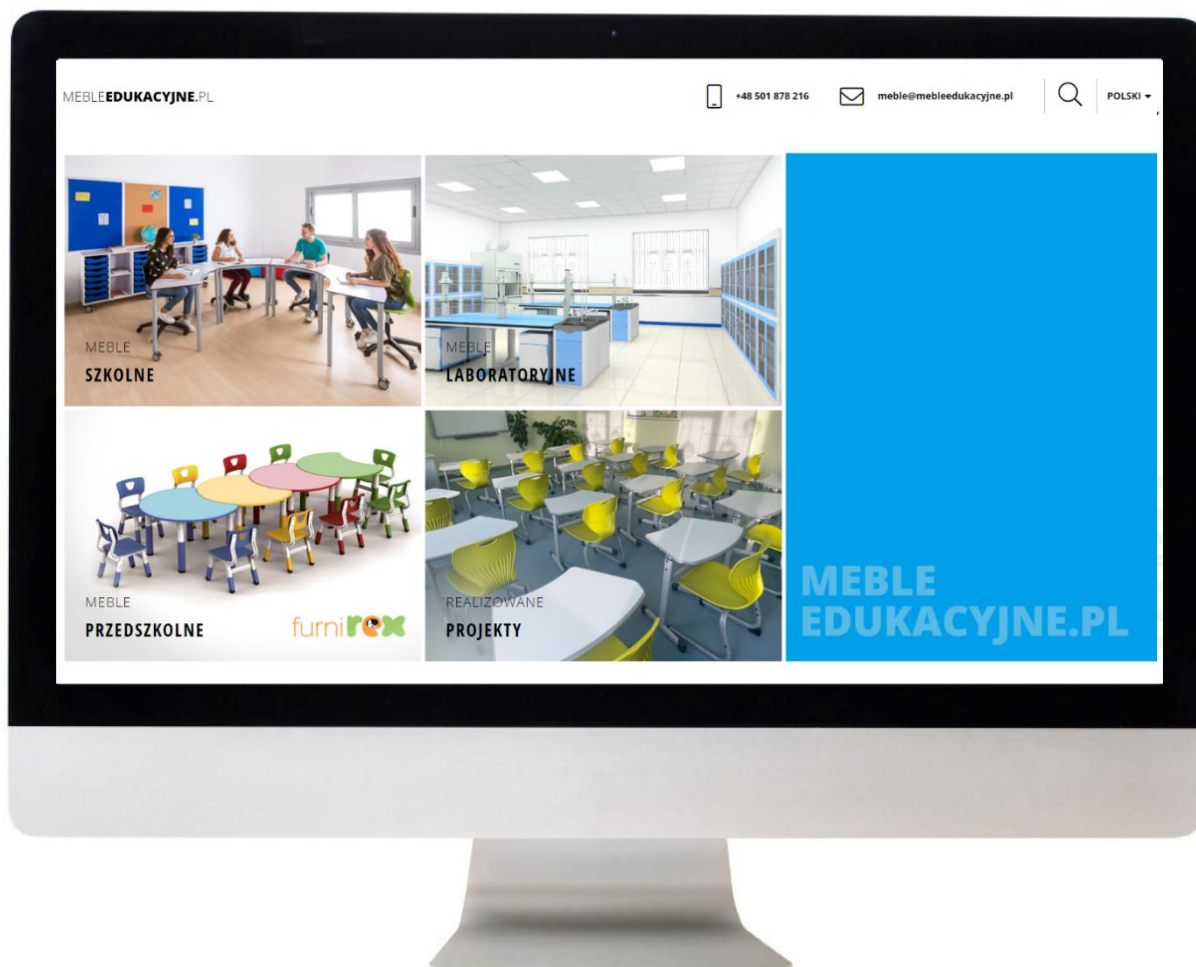 MEBLEEDUKACYJNE.PL
+48 501 878 216
meble@mebleedukacyjne.pl
POLSKI
MEBLE
SZKOLNE
MEBLE
LABORATORYJNE
MEBLE
PRZEDSZKOLNE
furnirex
REALIZOWANE
PROJEKTY
MEBLE
EDUKACYJNE.PL